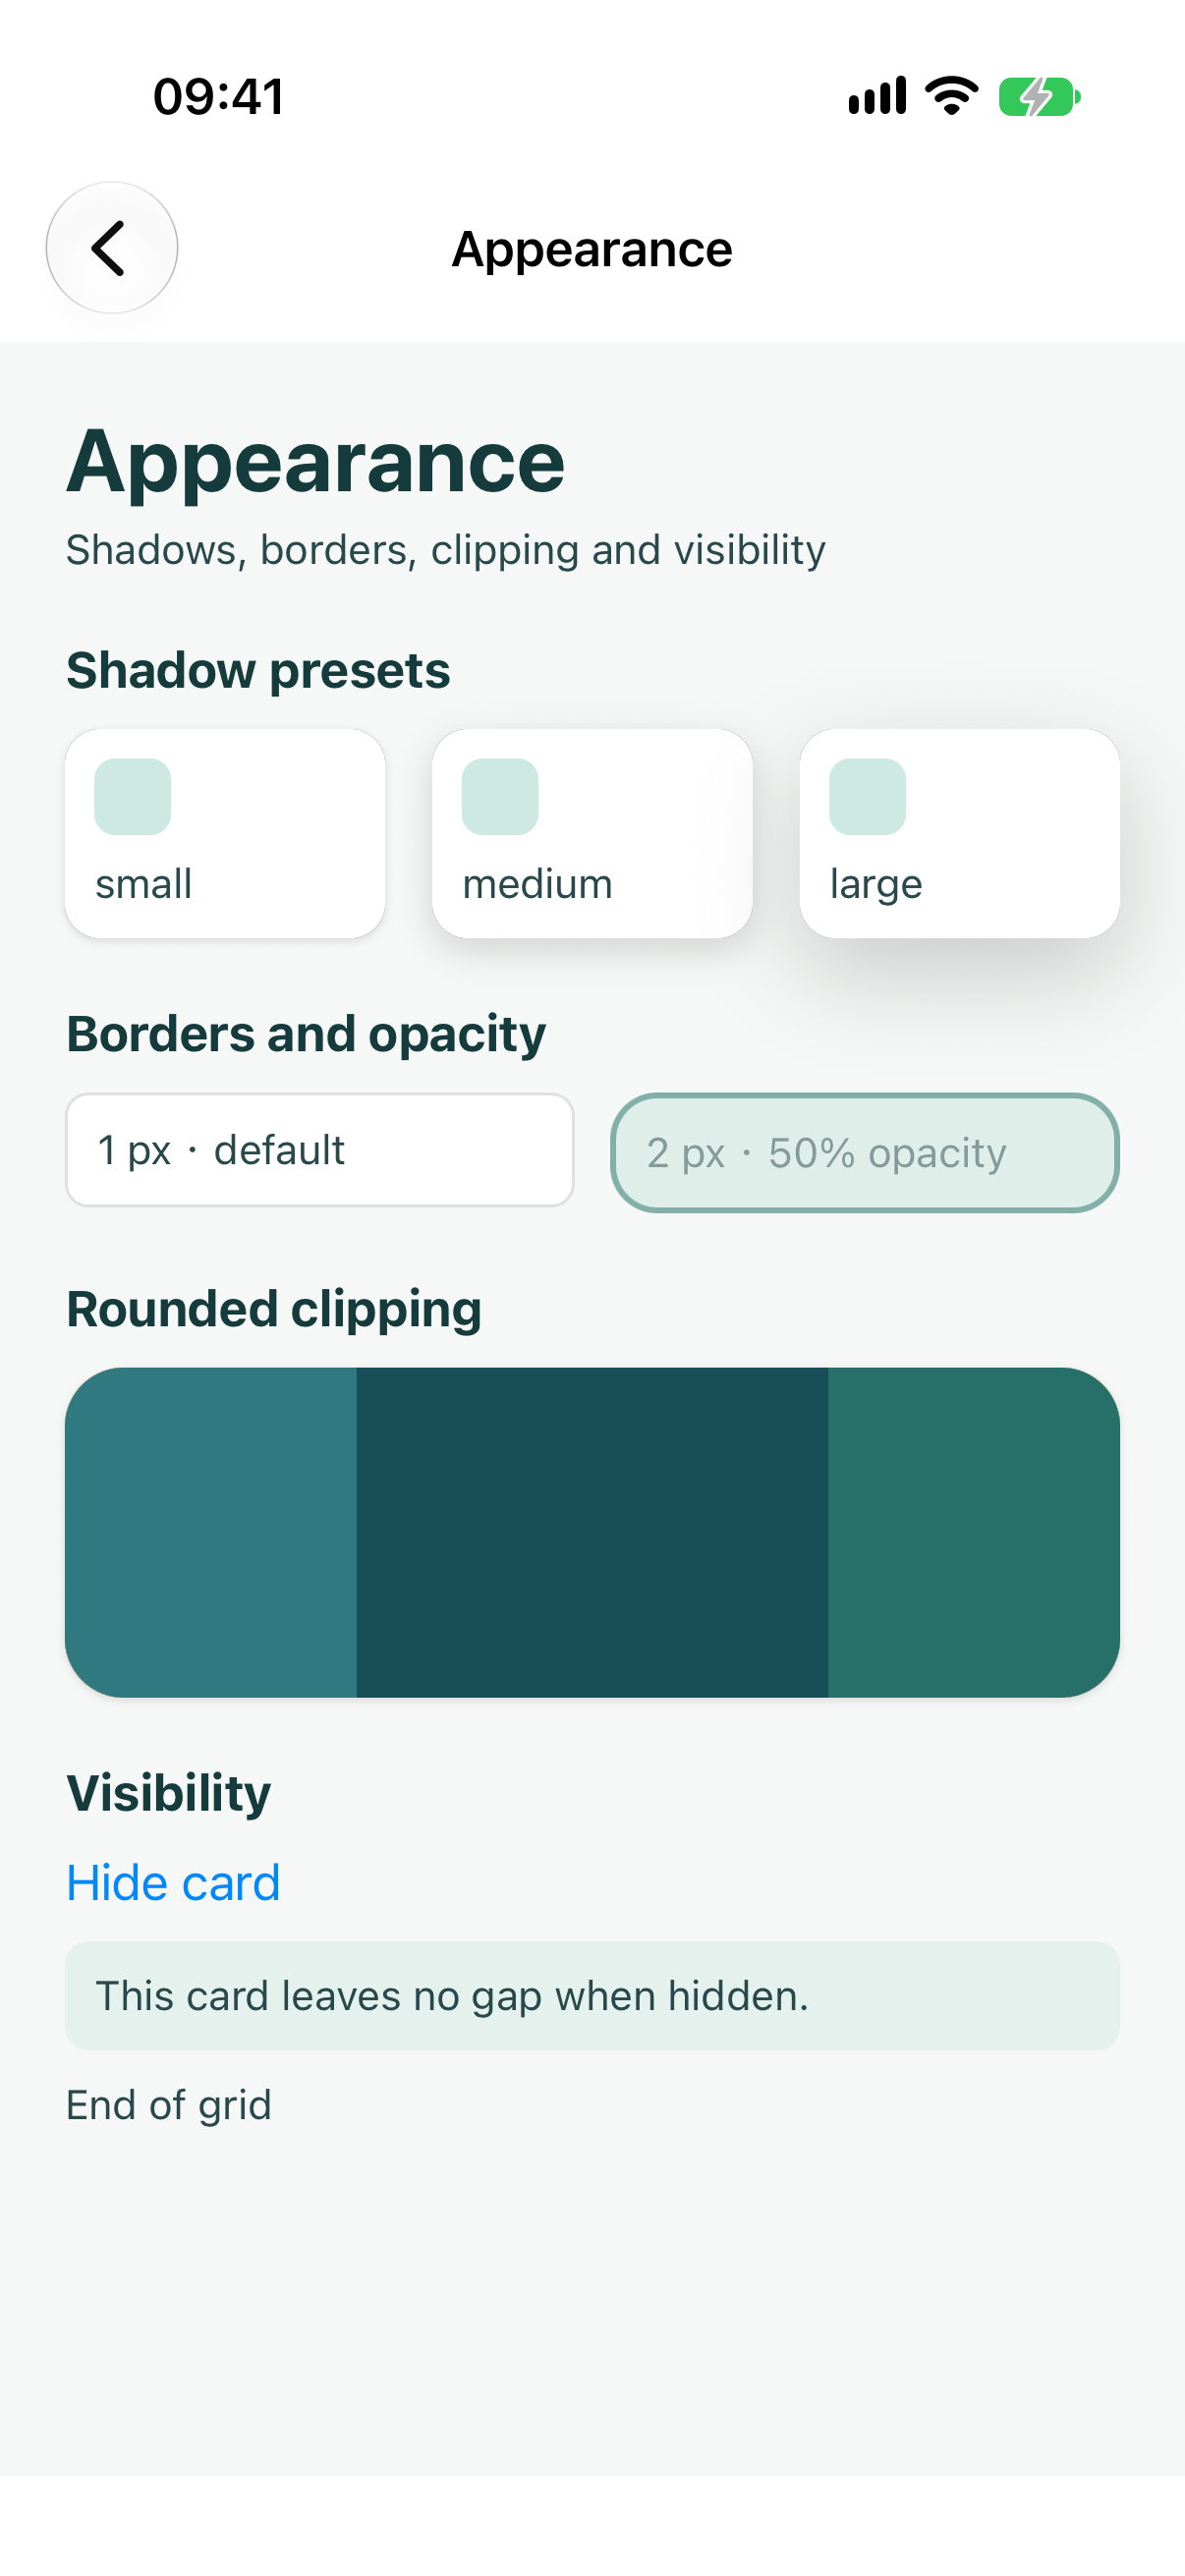 09:41
Appearance
Appearance
Shadows, borders, clipping and visibility
Shadow presets
small
medium
large
Borders and opacity
1 px · default
2 px · 50% opacity
Rounded clipping
Visibility
Hide card
This card leaves no gap when hidden.
End of grid